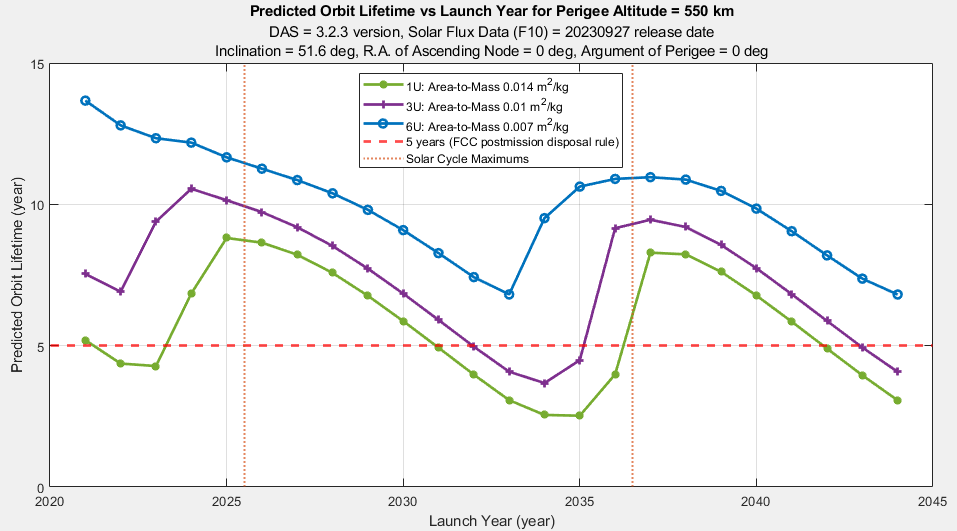 Predicted Orbit Lifetime vs Launch Year for Perigee Altitude = 550 km
DAS = 3.2.3 version, Solar Flux Data (F10) = 20230927 release date
Inclination = 51.6 deg, R.A. of Ascending Node = 0 deg, Argument of Perigee = 0 deg
15
10
5
0
Predicted Orbit Lifetime (year)
1U: Area-to-Mass 0.014 m²/kg
3U: Area-to-Mass 0.01 m²/kg
6U: Area-to-Mass 0.007 m²/kg
5 years (FCC postmission disposal rule)
Solar Cycle Maximums
2020 2025 2030 2035 2040 2045
Launch Year (year)